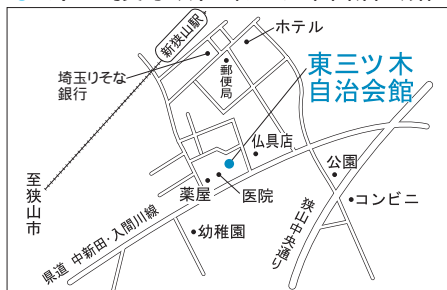 新狭山駅
ホテル
埼玉りそな
銀行
郵便局
東三ツ木
自治会館
仏具店
公園
至狭山市
薬屋
医院
コンビニ
狭山中央通り
幼稚園
県道 中新田・入間川線